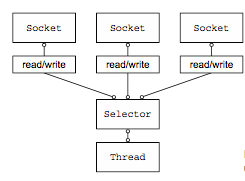 Socket Socket Socket
read/write read/write read/write
Selector
Thread